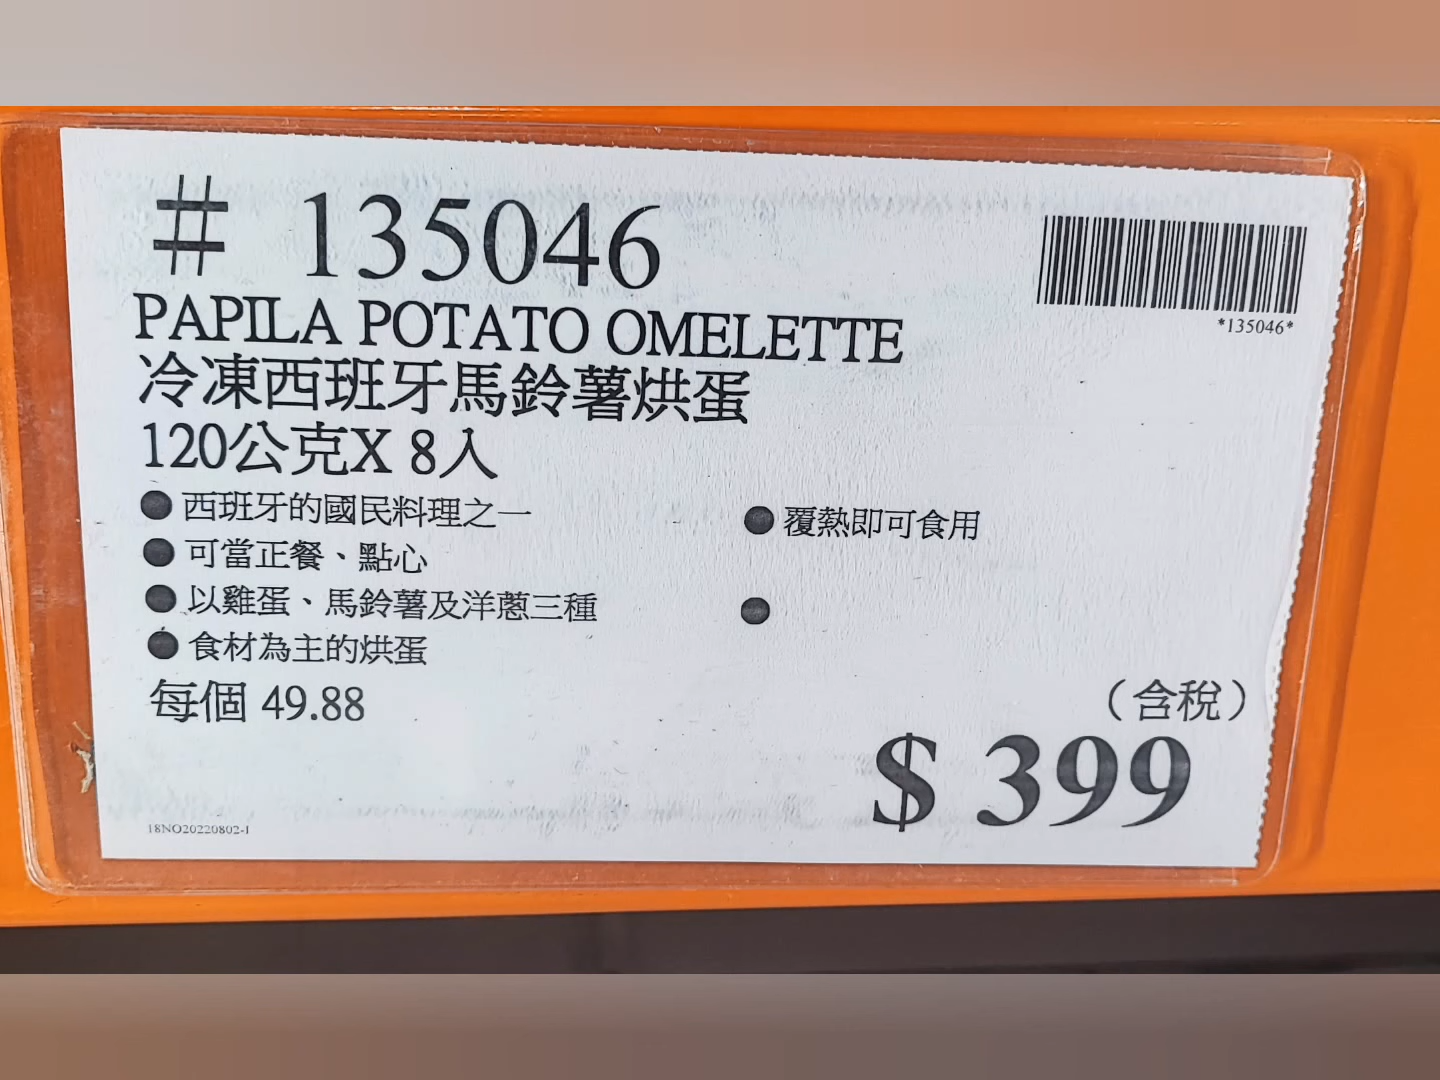 # 135046
*135046*
PAPILA POTATO OMELETTE
冷凍西班牙馬鈴薯烘蛋
120公克X 8入
● 西班牙的國民料理之一
● 可當正餐、點心
● 以雞蛋、馬鈴薯及洋蔥三種
● 食材為主的烘蛋
● 覆熱即可食用
●
每個 49.88
(含稅)
$ 399
18NO20220802-1